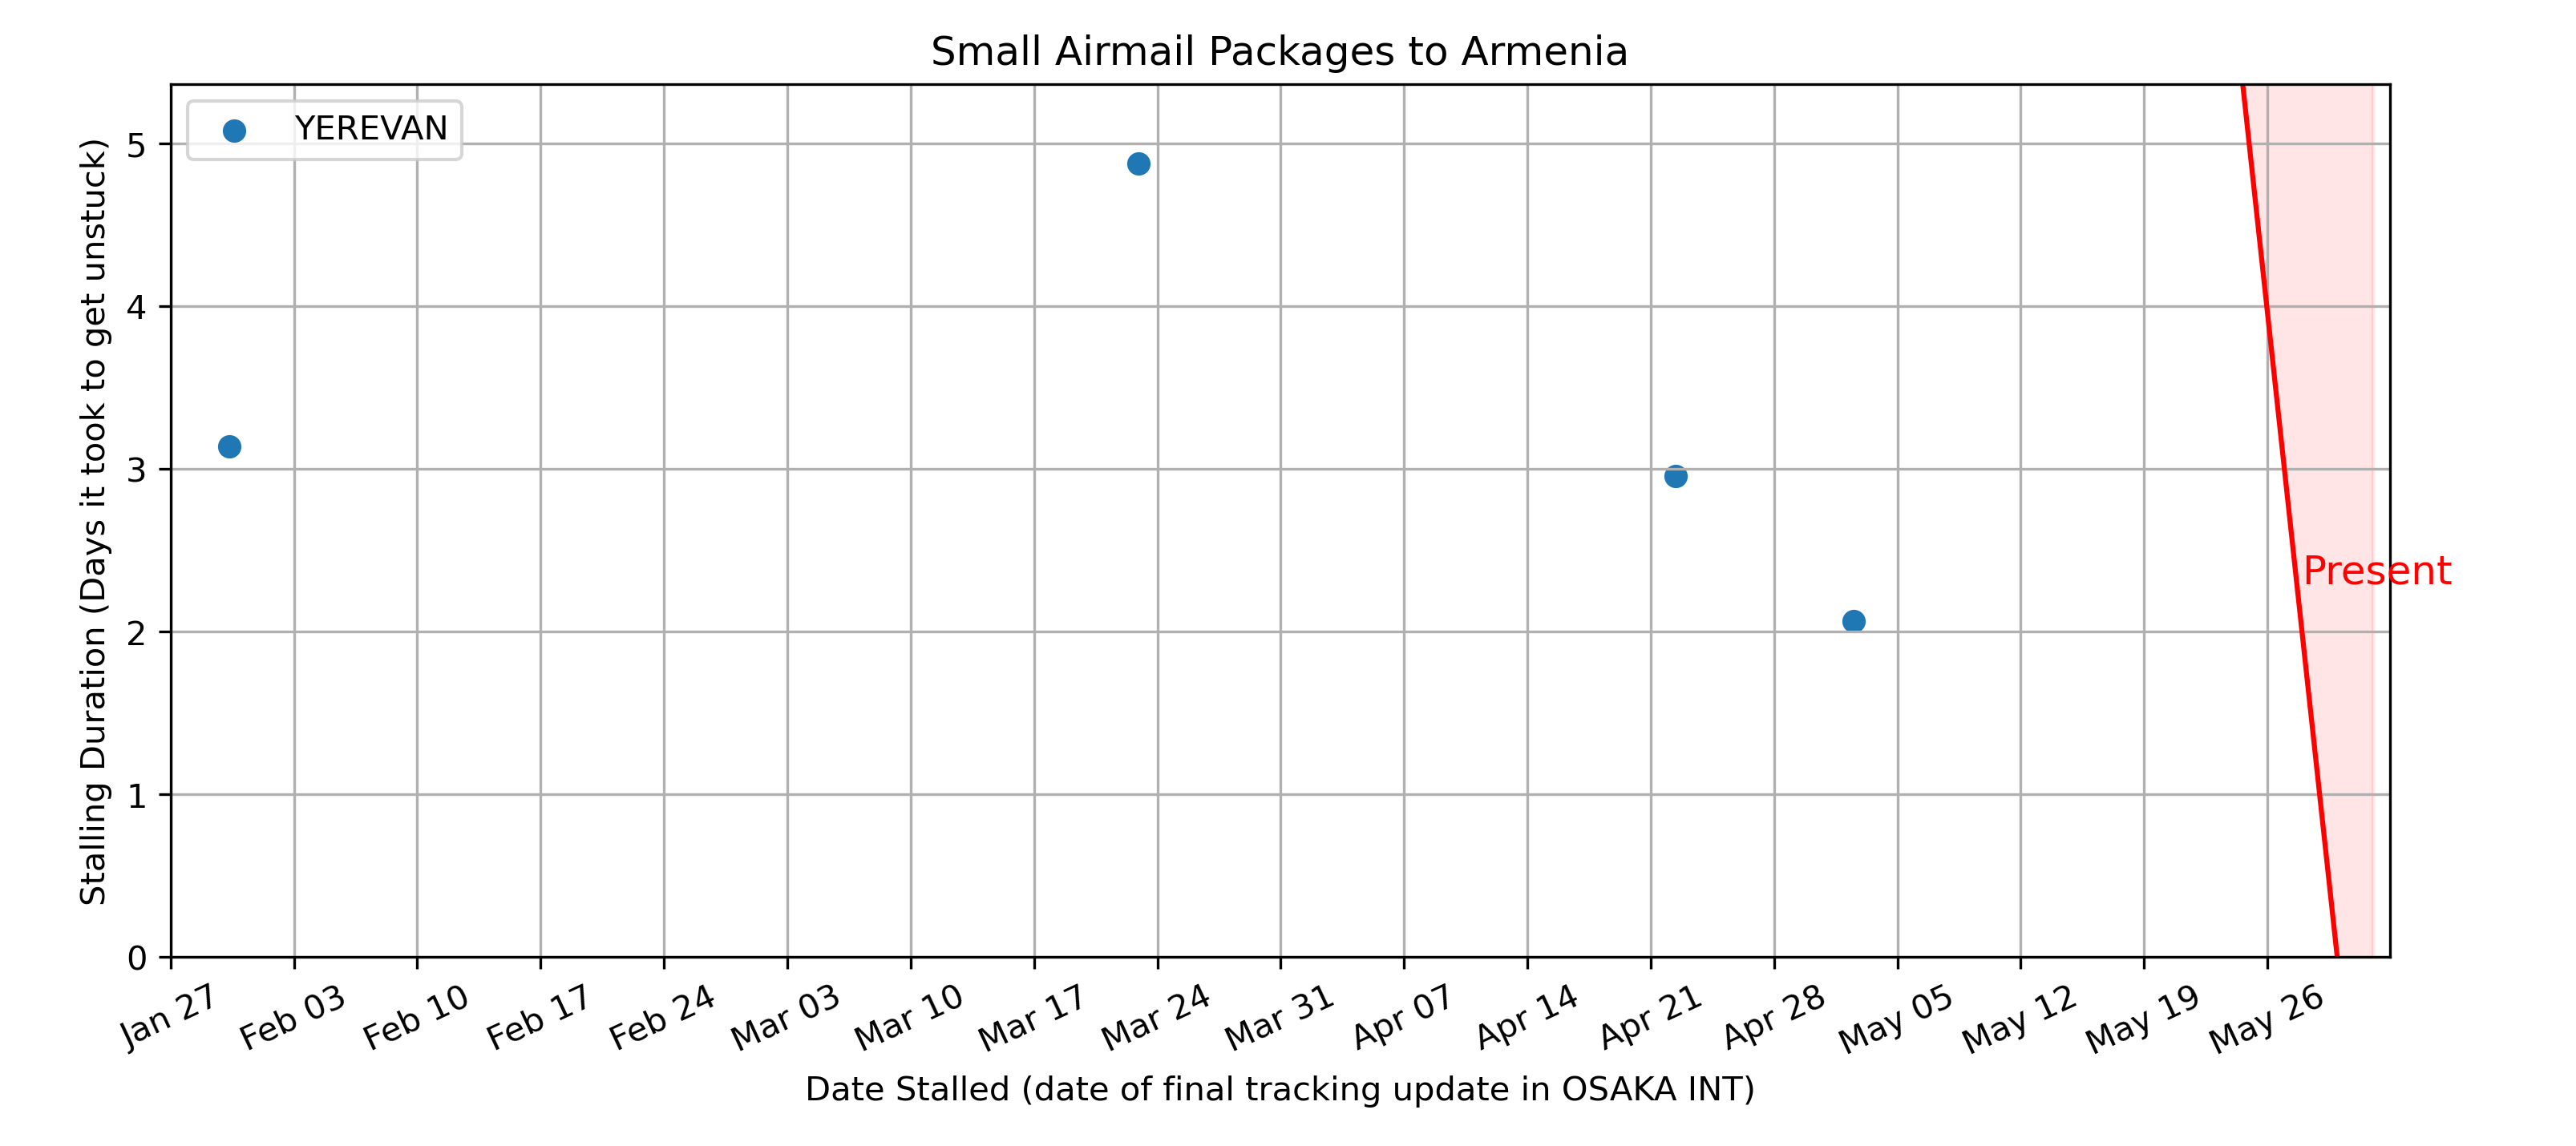 Small Airmail Packages to Armenia
YEREVAN
Stalling Duration (Days it took to get unstuck)
5
4
3
2
1
0
Present
Jan 27
Feb 03
Feb 10
Feb 17
Feb 24
Mar 03
Mar 10
Mar 17
Mar 24
Mar 31
Apr 07
Apr 14
Apr 21
Apr 28
May 05
May 12
May 19
May 26
Date Stalled (date of final tracking update in OSAKA INT)